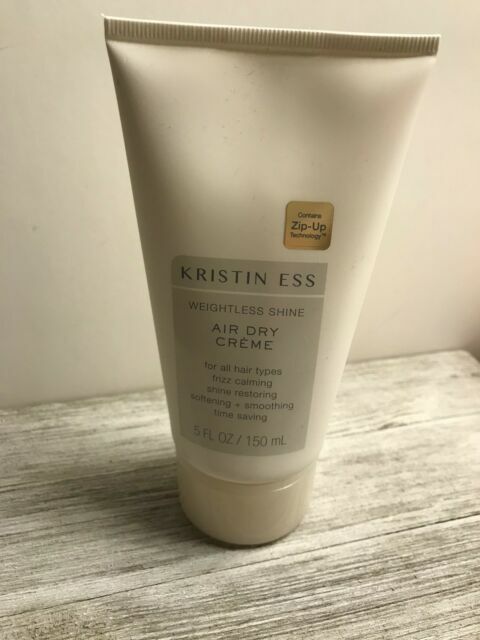 Contains
Zip-Up
Technology™
KRISTIN ESS
WEIGHTLESS SHINE
AIR DRY
CRÈME
for all hair types
frizz calming
shine restoring
softening + smoothing
time saving
5 FL OZ / 150 mL